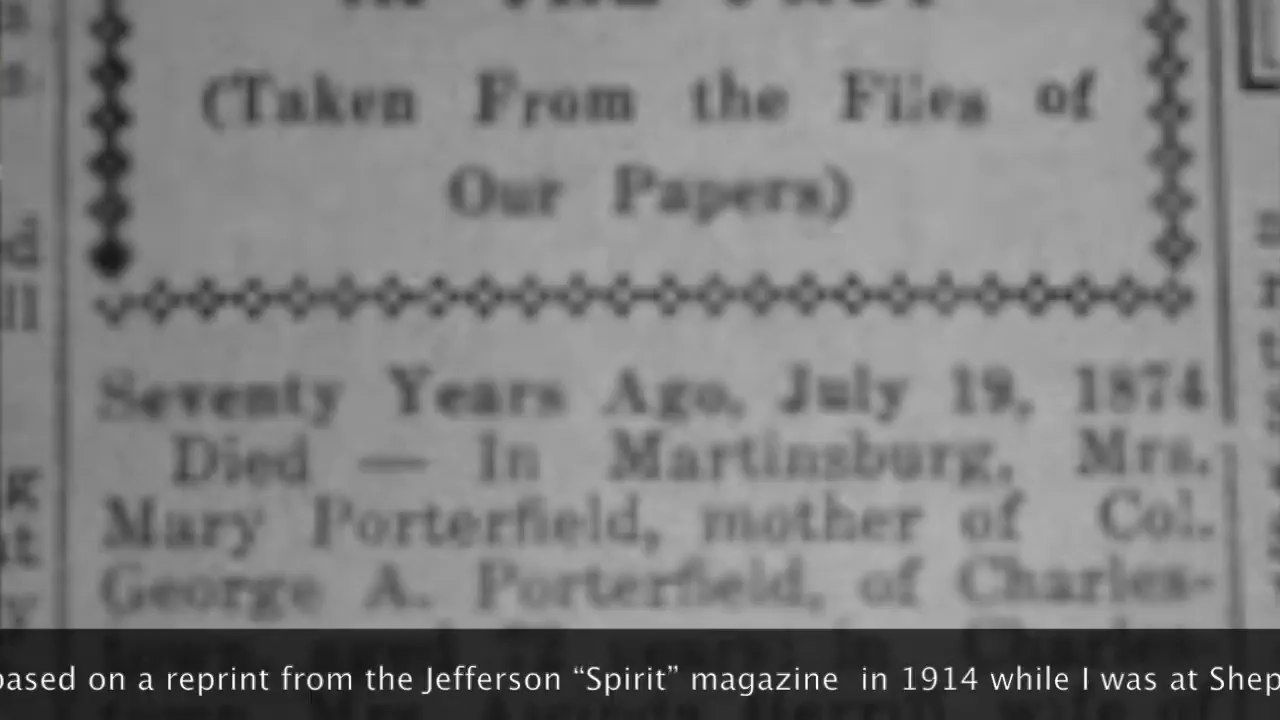 (Taken From the Files of
Our Papers)
Seventy Years Ago, July 19, 1874
Died — In Martinsburg, Mrs.
Mary Porterfield, mother of Col.
George A. Porterfield, of Charles-
based on a reprint from the Jefferson “Spirit” magazine in 1914 while I was at Shep